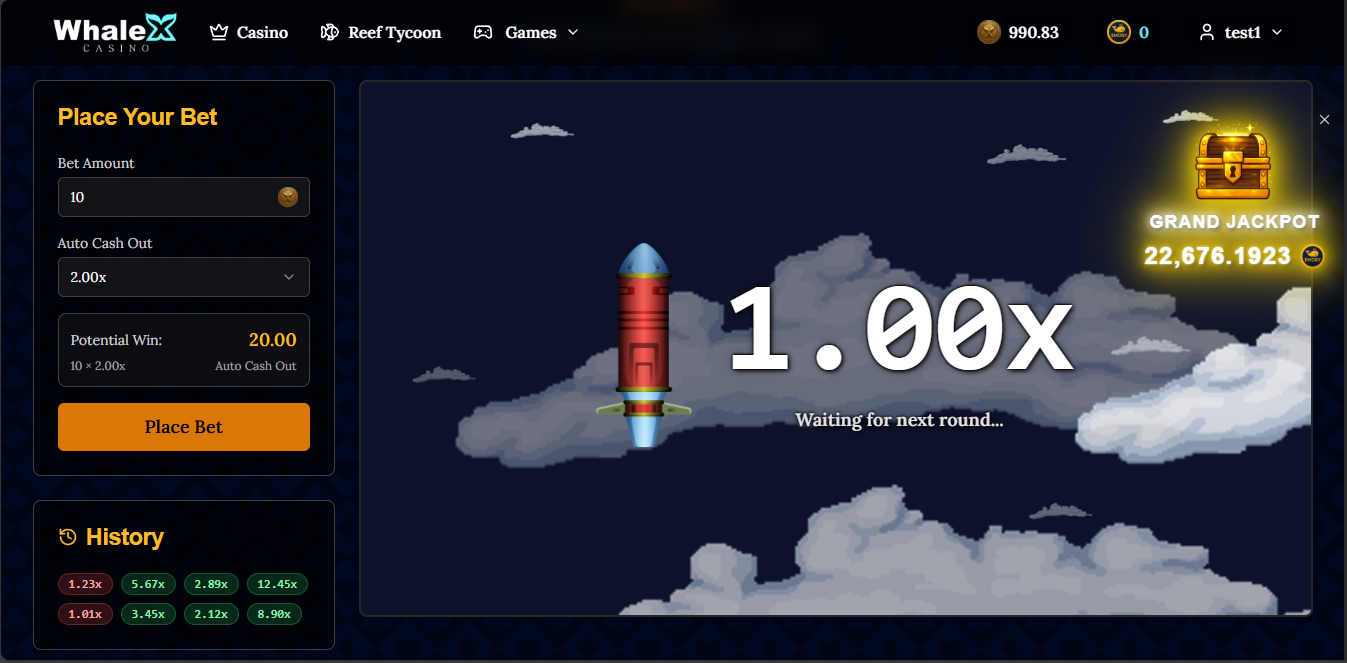 WhaleX
CASINO
Casino
Reef Tycoon
Games
990.83
0
test1
Place Your Bet
Bet Amount
10
Auto Cash Out
2.00x
Potential Win: 20.00
10 × 2.00x Auto Cash Out
Place Bet
History
1.23x 5.67x 2.89x 12.45x
1.01x 3.45x 2.12x 8.90x
1.00x
Waiting for next round...
GRAND JACKPOT
22,676.1923